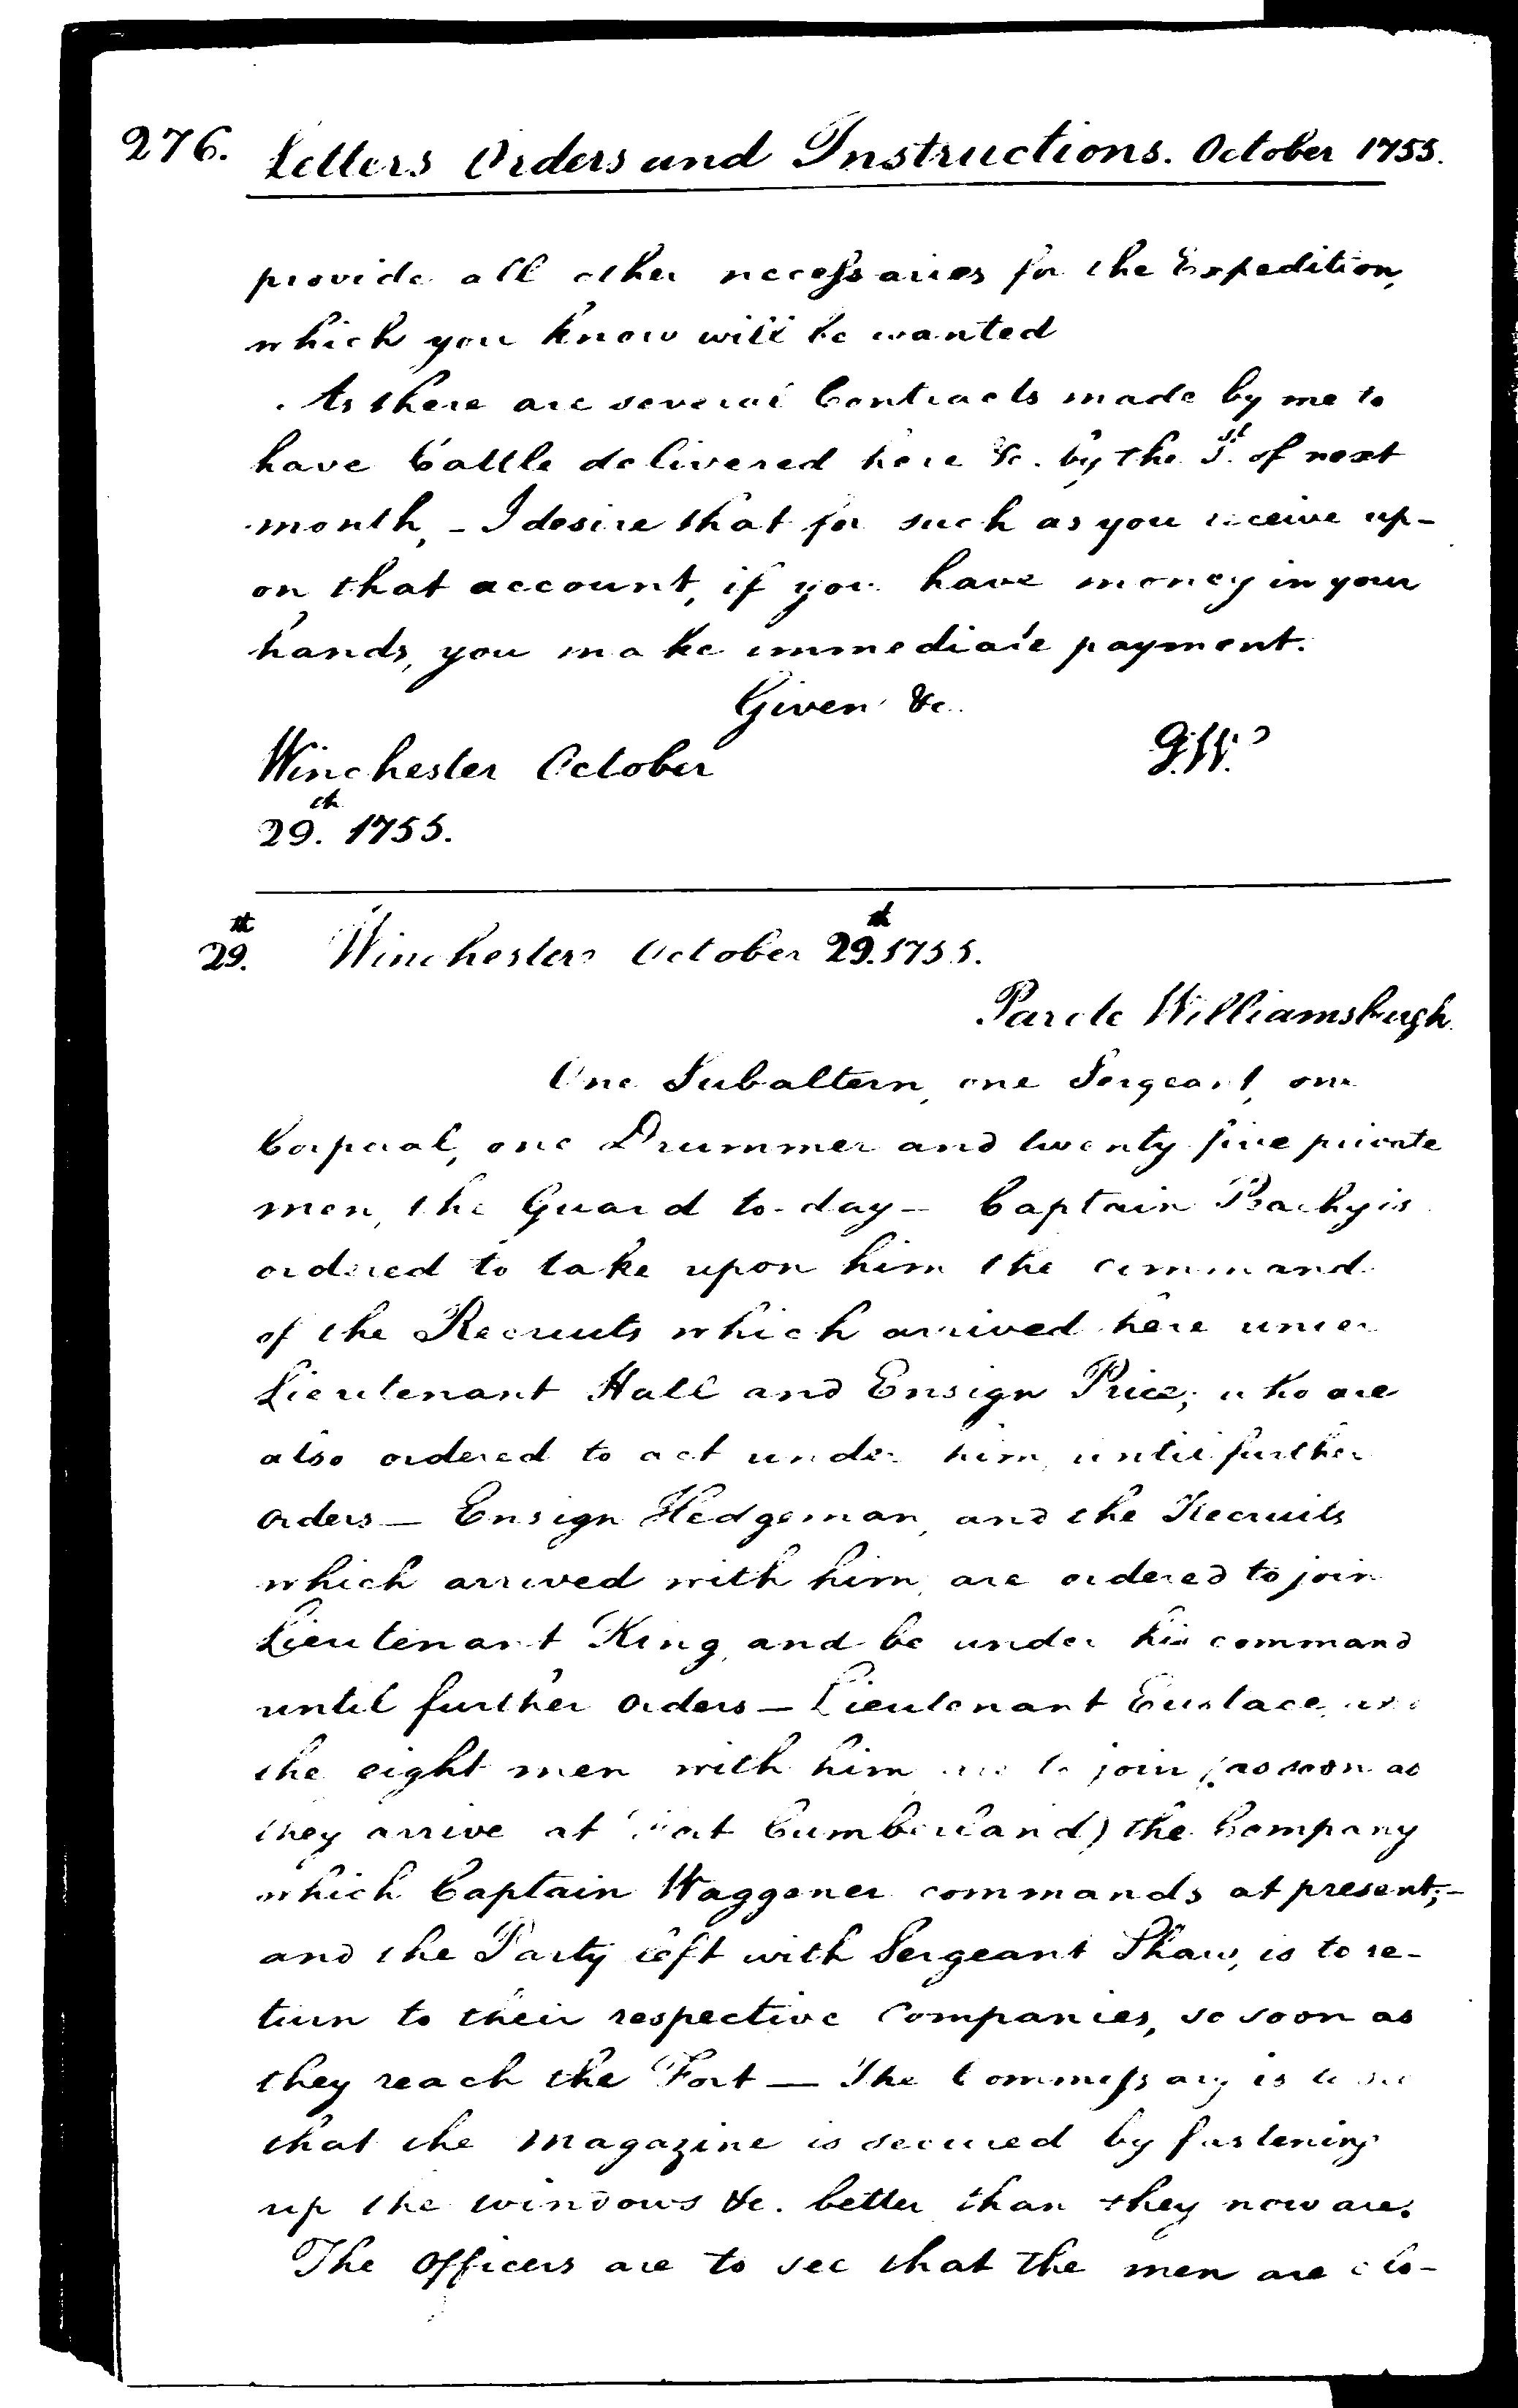 276. Letters Orders and Instructions. October 1755.
provide all other necessaries for the Expedition,
which you know will be wanted
As there are several Contracts made by me to
have Cattle delivered here &c. by the 1st. of next
month, - I desire that for such as you receive up-
on that account, if you have money in your
hands, you make immediate payment.
Given &c.
Winchester October G:W.
29th. 1755.
29th. Winchester October 29th. 1755.
Parole Williamsburgh.
One Subaltern, one Sergeant, one
Corporal, one Drummer and twenty five private
men, the Guard to-day - Captain Peachy is
ordered to take upon him the command
of the Recruits which arrived here under
Lieutenant Hall and Ensign Price; who are
also ordered to act under him, until further
orders - Ensign Hedgeman, and the Recruits
which arrived with him, are ordered to join
Lieutenant King, and be under his command
until further Orders - Lieutenant Eustace, and
the eight men with him are to join (as soon as
they arrive at Fort Cumberland) the Company
which Captain Waggener commands at present;-
and the Party left with Sergeant Shaw, is to re-
turn to their respective Companies, so soon as
they reach the Fort - The Commissary is to see
that the magazine is secured by fastening
up the windows &c. better than they now are.
The Officers are to see that the men are clo-